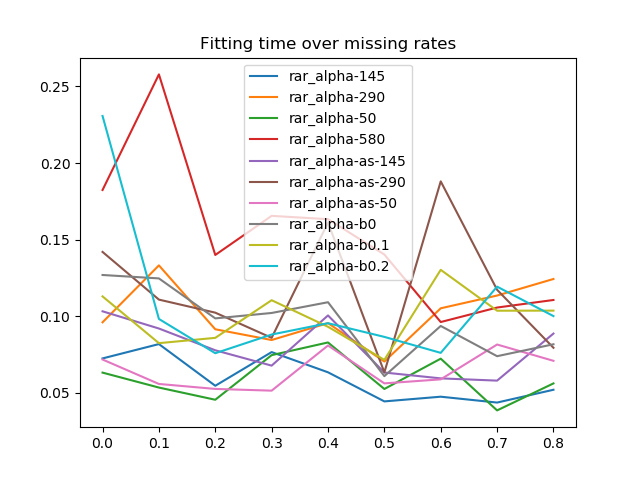 Fitting time over missing rates
0.25
0.20
0.15
0.10
0.05
rar_alpha-145
rar_alpha-290
rar_alpha-50
rar_alpha-580
rar_alpha-as-145
rar_alpha-as-290
rar_alpha-as-50
rar_alpha-b0
rar_alpha-b0.1
rar_alpha-b0.2
0.0 0.1 0.2 0.3 0.4 0.5 0.6 0.7 0.8